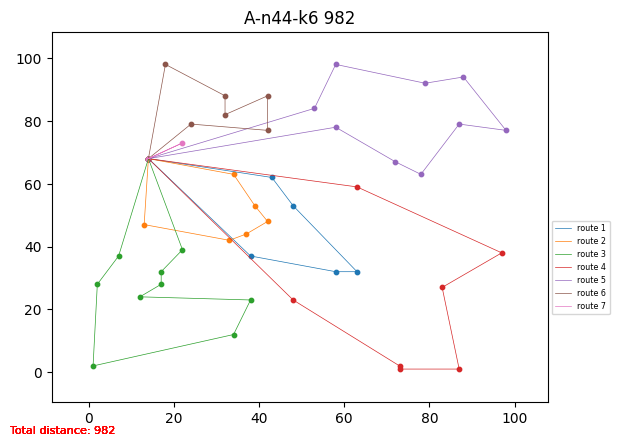 A-n44-k6 982
100
80
60
40
20
0
0 20 40 60 80 100
route 1
route 2
route 3
route 4
route 5
route 6
route 7
Total distance: 982